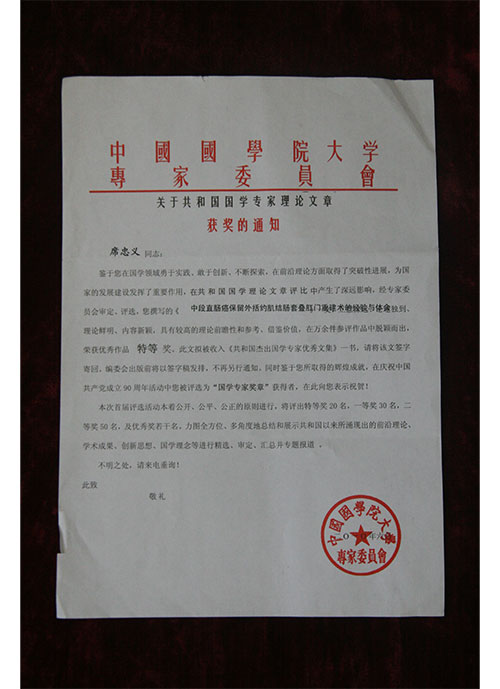 中國國學院大学
專家委員會
关于共和国国学专家理论文章
获奖的通知
席忠义 同志：
鉴于您在国学领域勇于实践、敢于创新、不断探索，在前沿理论方面取得了突破性进展，为国
家的发展建设发挥了重要作用，在共和国国学理论文章评比中产生了深远影响，经专家委
员会审定、评选，您撰写的《 中段直肠癌保留外括约肌结肠套叠肛门 术的经验与体会 独到、
理论鲜明、内容新颖，具有较高的理论前瞻性和参考、借鉴价值，在万余件参评作品中脱颖而出，
荣获优秀作品 特等 奖。此文拟被收入《共和国杰出国学专家优秀文集》一书，请将该文签字
寄回，编委会出版前将以签字稿发排，不再另行通知。同时鉴于您所取得的辉煌成就，在庆祝中国
共产党成立90周年活动中您被评选为“国学专家奖章”获得者，在此向您表示祝贺！
本次首届评选活动本着公开、公平、公正的原则进行，将评出特等奖20名，一等奖30名，二
等奖50名，及优秀奖若干名，力图全方位、多角度地总结和展示共和国以来所涌现出的前沿理论、
学术成果、创新思想、国学理念等进行精选、审定、汇总并专题报道。
不明之处，请来电垂询！
此致
敬礼
中國國學院大學
專家委員會